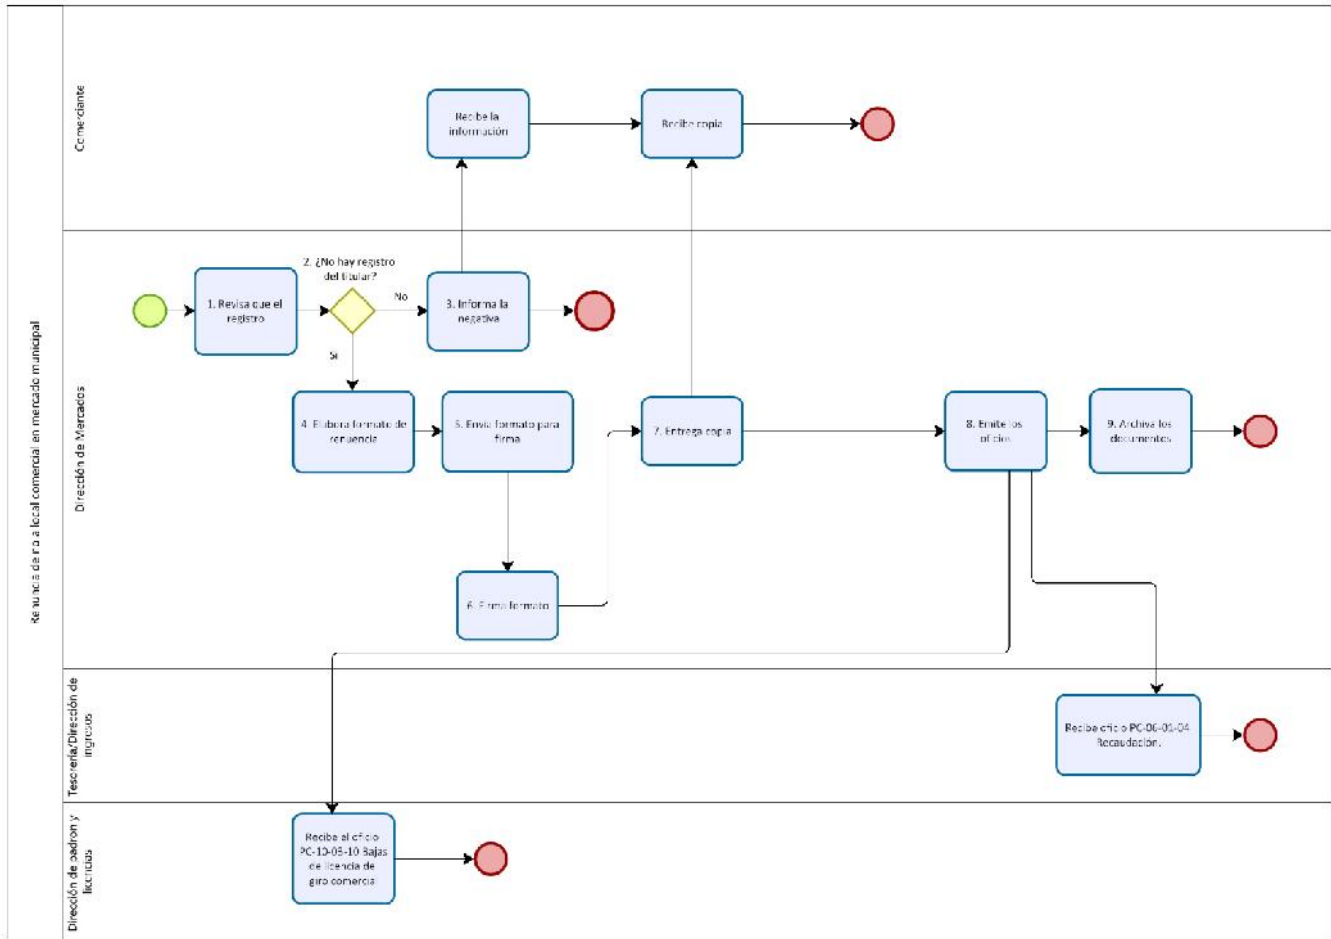 Renuncia de no a local comercial en mercado municipal
Comerciante
Recibe la
información
Recibe copia
Dirección de Mercados
1. Revisa que el
registro
2. ¿No hay registro
del titular?
No
Si
3. Informa la
negativa
4. Elabora formato de
renuencia
5. Envía formato para
firma
6. Firma formato
7. Entrega copia
8. Emite los
oficios
9. Archiva los
documentos
Tesorería/Dirección de
ingresos
Recibe oficio PC-06-01-04
Recaudación.
Dirección de padron y
licencias
Recibe el oficio
PC-10-03-10 Bajas
de licencia de
giro comercial